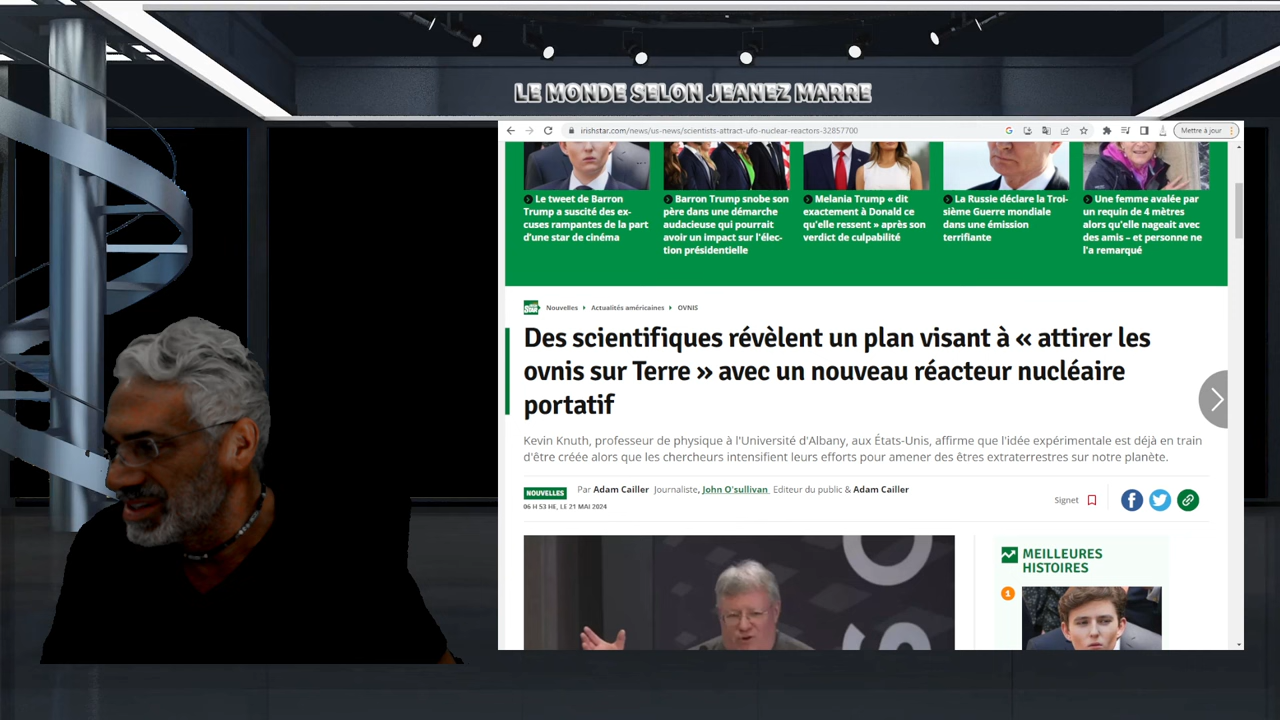 LE MONDE SELON JEANEZ MARRE
irishstar.com/news/us-news/scientists-attract-ufo-nuclear-reactors-32857700
Mettre à jour
Le tweet de Barron
Trump a suscité des ex-
cuses rampantes de la part
d'une star de cinéma
Barron Trump snobe son
père dans une démarche
audacieuse qui pourrait
avoir un impact sur l'élec-
tion présidentielle
Melania Trump « dit
exactement à Donald ce
qu'elle ressent » après son
verdict de culpabilité
La Russie déclare la Troi-
sième Guerre mondiale
dans une émission
terrifiante
Une femme avalée par
un requin de 4 mètres
alors qu'elle nageait avec
des amis – et personne ne
l'a remarqué
Nouvelles Actualités américaines OVNIS
Des scientifiques révèlent un plan visant à « attirer les
ovnis sur Terre » avec un nouveau réacteur nucléaire
portatif
Kevin Knuth, professeur de physique à l'Université d'Albany, aux États-Unis, affirme que l'idée expérimentale est déjà en train
d'être créée alors que les chercheurs intensifient leurs efforts pour amener des êtres extraterrestres sur notre planète.
NOUVELLES Par Adam Cailler Journaliste, John O'sullivan Editeur du public & Adam Cailler
06 H 53 HE, LE 21 MAI 2024
Signet
MEILLEURES
HISTOIRES
1